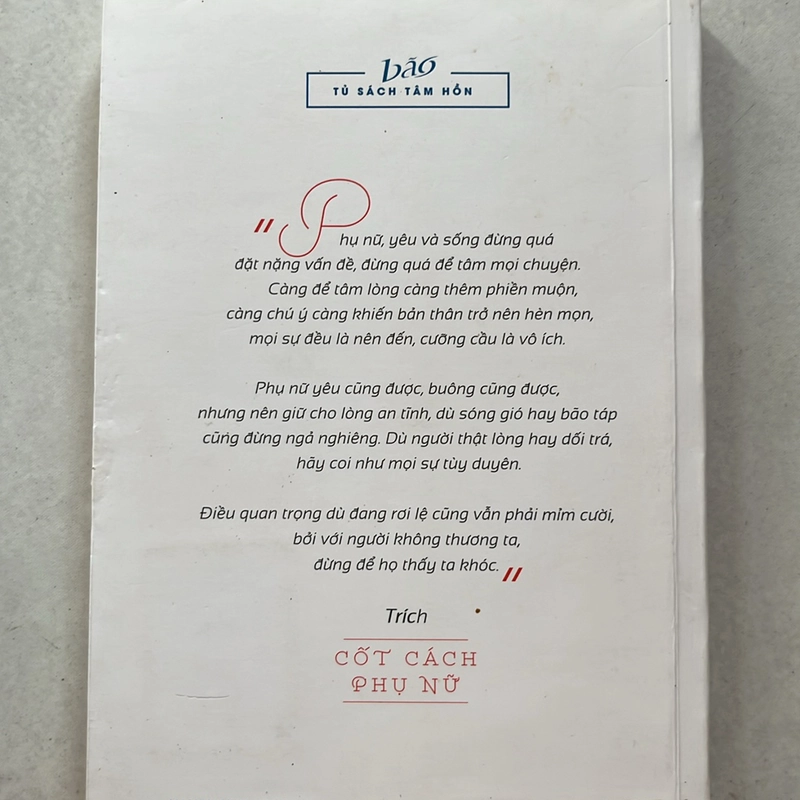 bão
TỦ SÁCH TÂM HỒN
"Phụ nữ, yêu và sống đừng quá
đặt nặng vấn đề, đừng quá để tâm mọi chuyện.
Càng để tâm lòng càng thêm phiền muộn,
càng chú ý càng khiến bản thân trở nên hèn mọn,
mọi sự đều là nên đến, cưỡng cầu là vô ích.
Phụ nữ yêu cũng được, buông cũng được,
nhưng nên giữ cho lòng an tĩnh, dù sóng gió hay bão táp
cũng đừng ngả nghiêng. Dù người thật lòng hay dối trá,
hãy coi như mọi sự tùy duyên.
Điều quan trọng dù đang rơi lệ cũng vẫn phải mỉm cười,
bởi với người không thương ta,
đừng để họ thấy ta khóc."
Trích
CỐT CÁCH
PHỤ NỮ